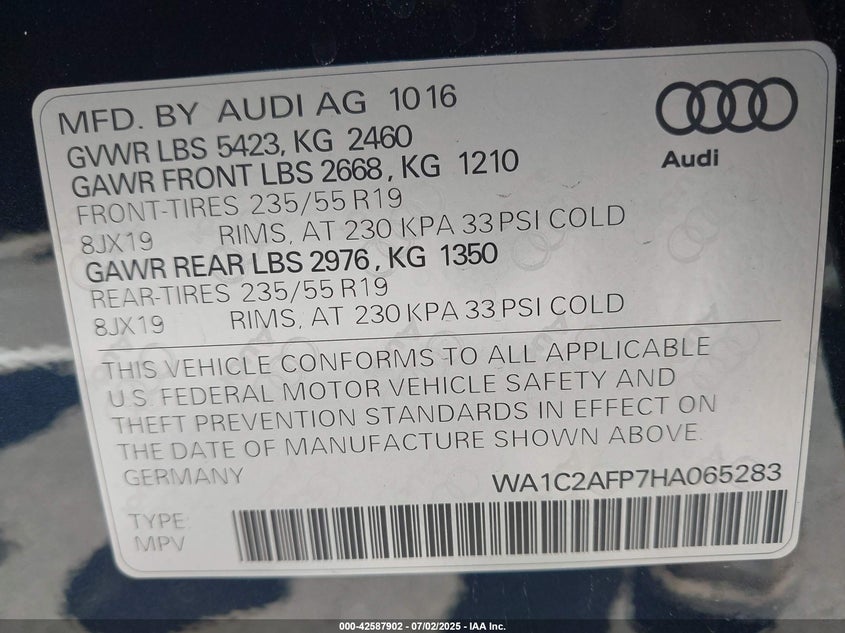 MFD. BY AUDI AG 10 16
GVWR LBS 5423, KG 2460
GAWR FRONT LBS 2668, KG 1210
FRONT-TIRES 235/55 R19
8JX19 RIMS, AT 230 KPA 33 PSI COLD
GAWR REAR LBS 2976, KG 1350
REAR-TIRES 235/55 R19
8JX19 RIMS, AT 230 KPA 33 PSI COLD
Audi
THIS VEHICLE CONFORMS TO ALL APPLICABLE
U.S. FEDERAL MOTOR VEHICLE SAFETY AND
THEFT PREVENTION STANDARDS IN EFFECT ON
THE DATE OF MANUFACTURE SHOWN ABOVE.
GERMANY WA1C2AFP7HA065283
TYPE:
MPV
000-42587902 - 07/02/2025 - IAA Inc.